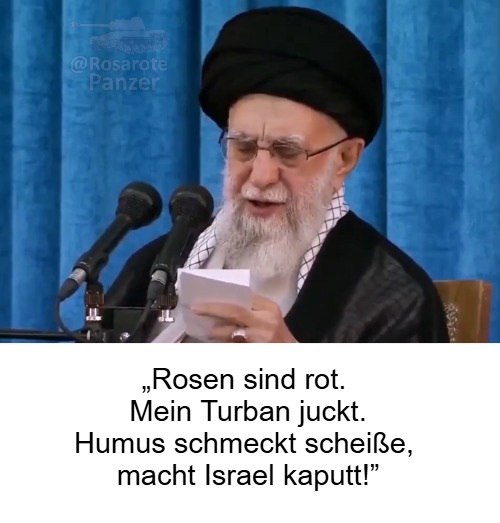 @Rosarote
Panzer
„Rosen sind rot.
Mein Turban juckt.
Humus schmeckt scheiße,
macht Israel kaputt!”